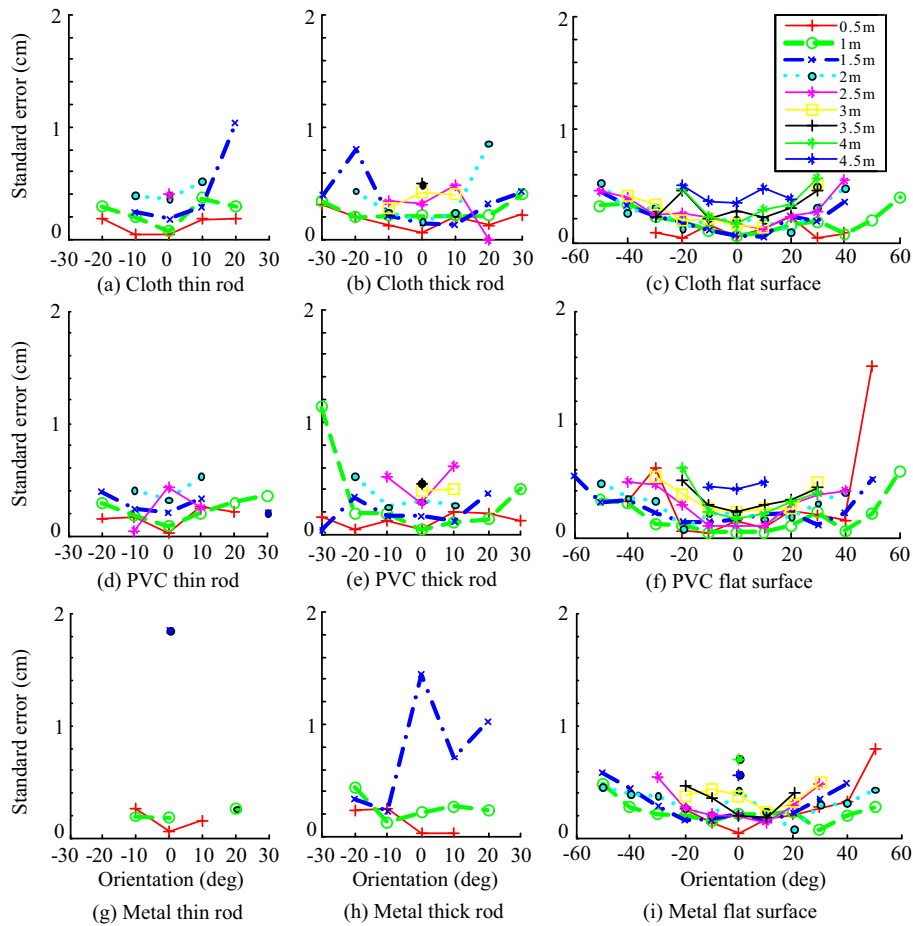 2
1
0
Standard error (cm)
-30 -20 -10 0 10 20 30
(a) Cloth thin rod
2
1
0
-30 -20 -10 0 10 20 30
(b) Cloth thick rod
2
1
0
-60 -40 -20 0 20 40 60
(c) Cloth flat surface
0.5m
1m
1.5m
2m
2.5m
3m
3.5m
4m
4.5m
2
1
0
Standard error (cm)
-30 -20 -10 0 10 20 30
(d) PVC thin rod
2
1
0
-30 -20 -10 0 10 20 30
(e) PVC thick rod
2
1
0
-60 -40 -20 0 20 40 60
(f) PVC flat surface
2
1
0
Standard error (cm)
-30 -20 -10 0 10 20 30
Orientation (deg)
(g) Metal thin rod
2
1
0
-30 -20 -10 0 10 20 30
Orientation (deg)
(h) Metal thick rod
2
1
0
-60 -40 -20 0 20 40 60
Orientation (deg)
(i) Metal flat surface